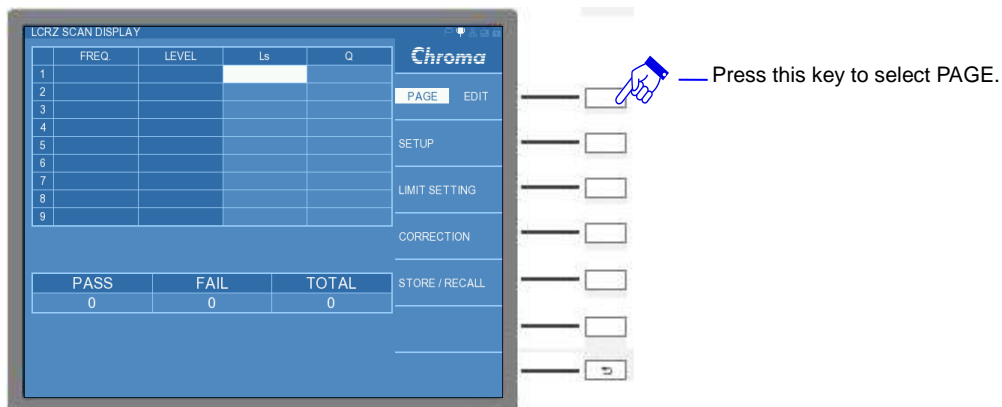 LCRZ SCAN DISPLAY
Chroma
FREQ. LEVEL Ls Q
1
2
3
4
5
6
7
8
9
PAGE EDIT
SETUP
LIMIT SETTING
CORRECTION
STORE / RECALL
PASS FAIL TOTAL
0 0 0
Press this key to select PAGE.